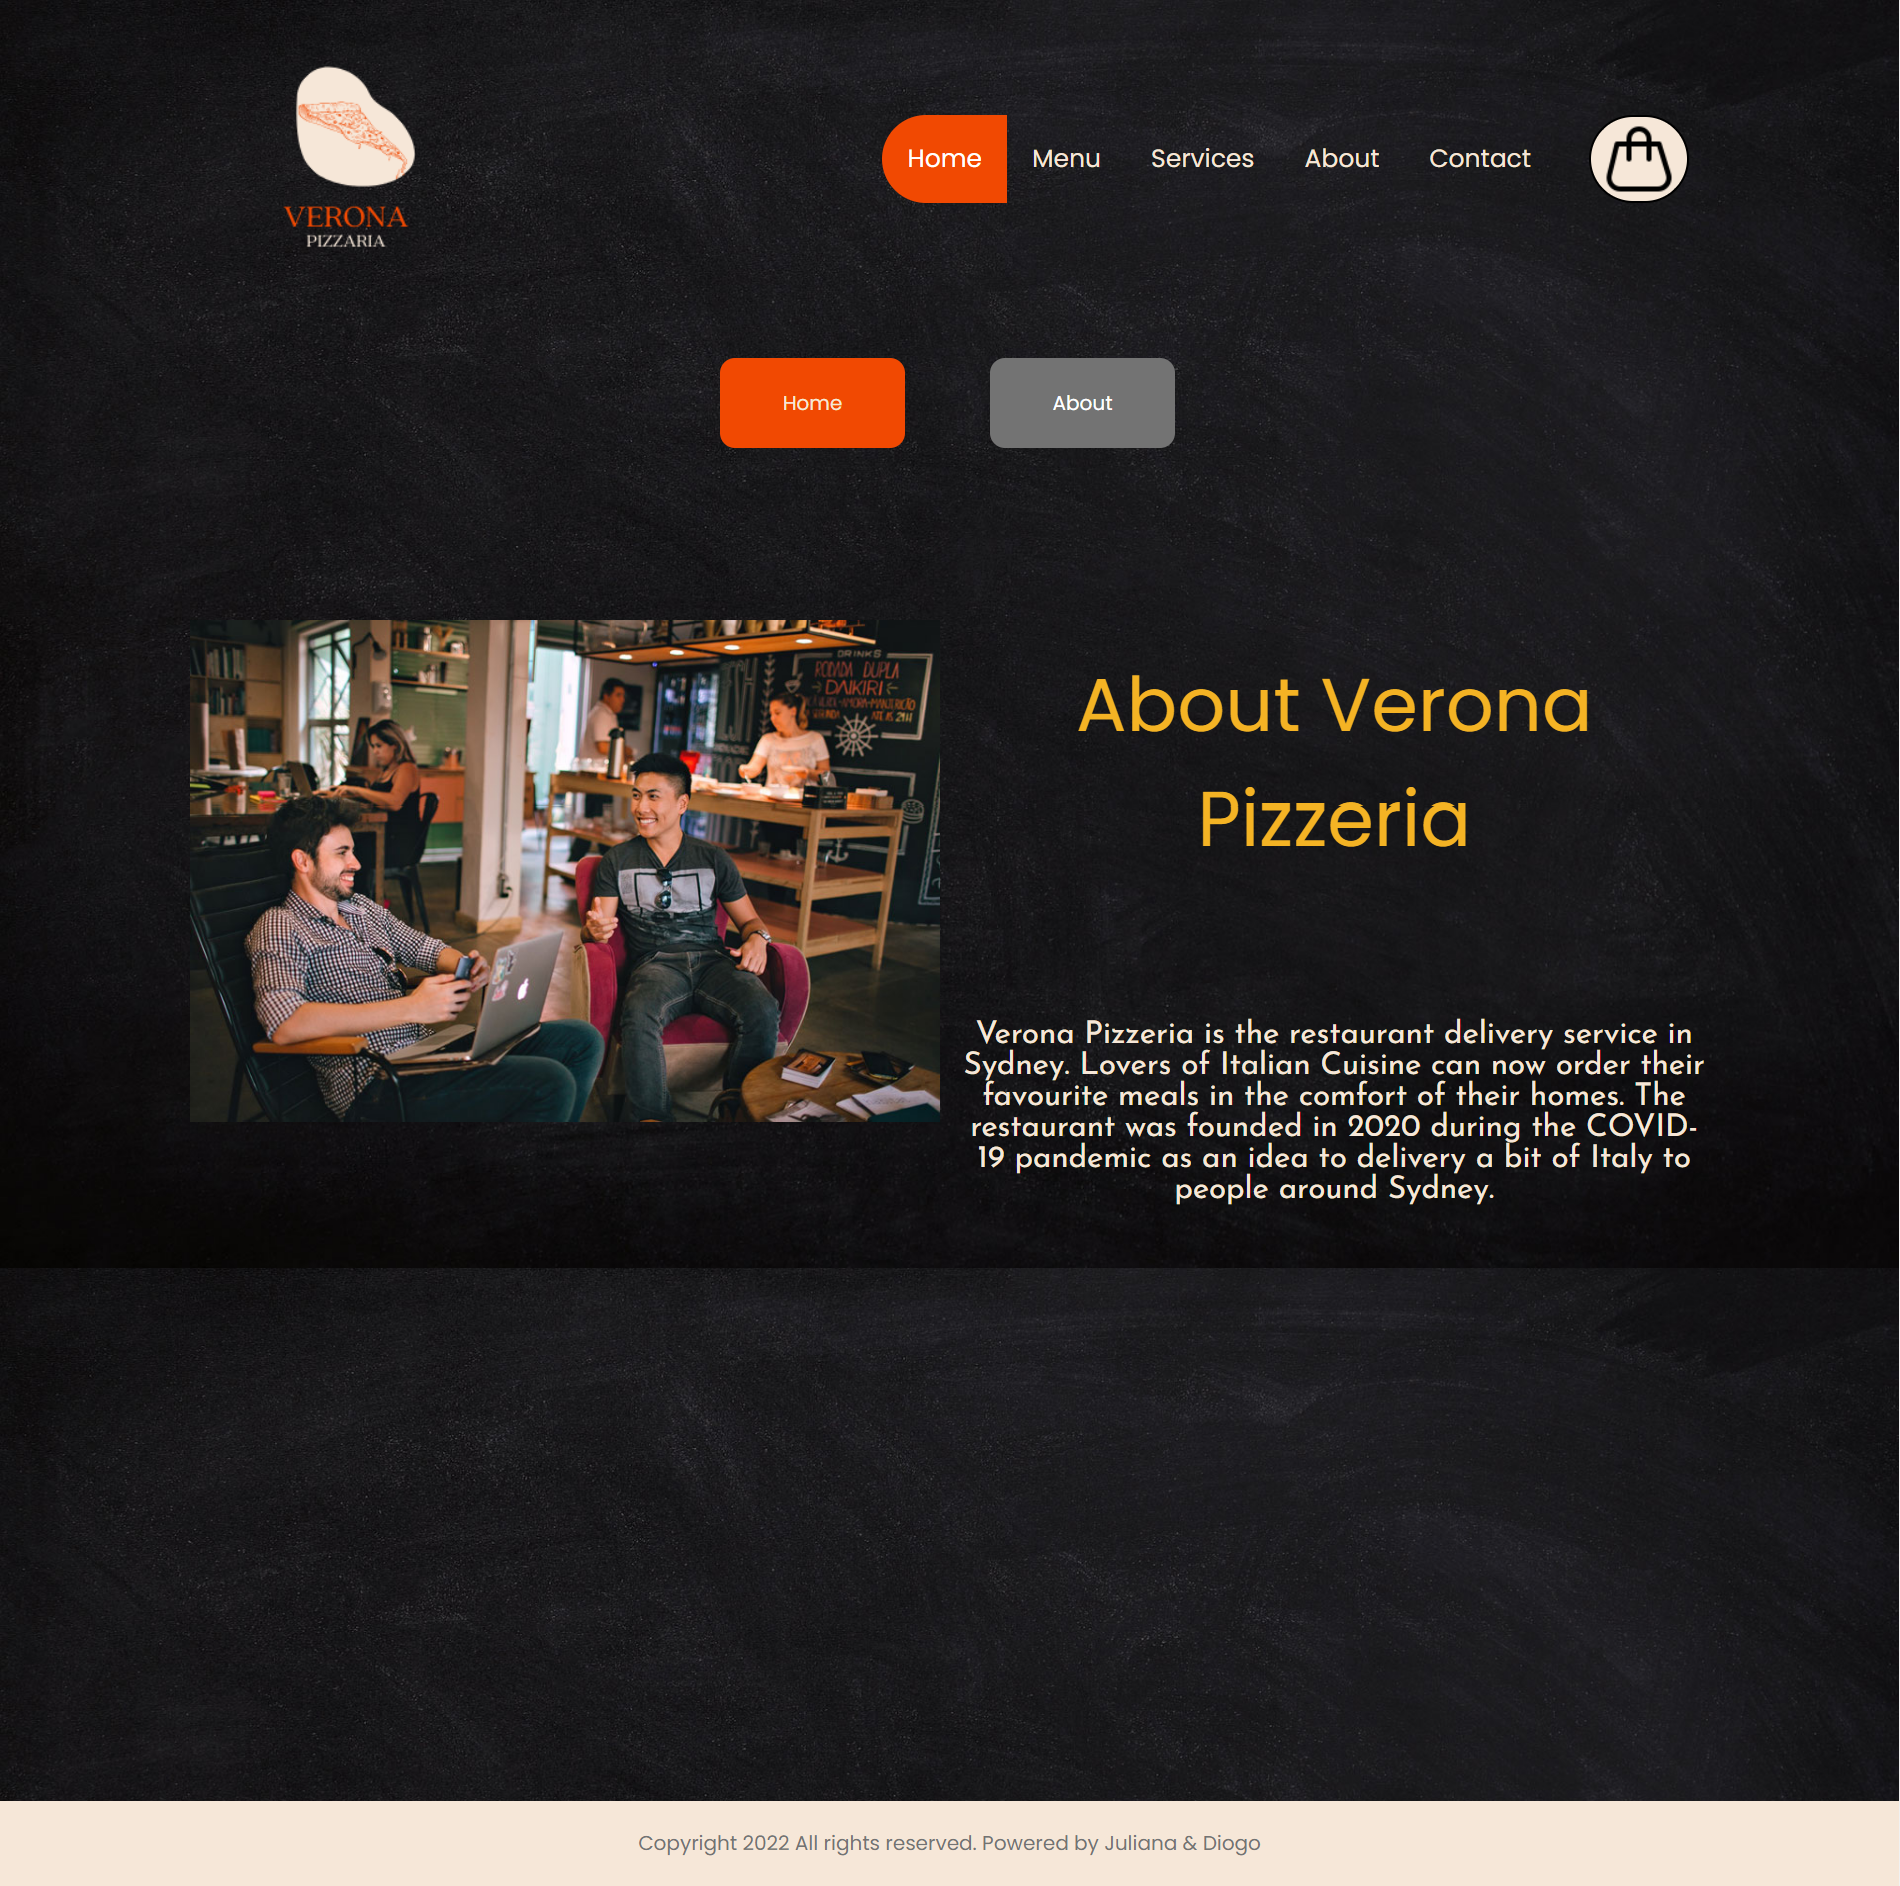 VERONA
PIZZARIA
Home Menu Services About Contact
Home About
DRINKS
RODADA DUPLA
DAIKIRI
About Verona
Pizzeria
Verona Pizzeria is the restaurant delivery service in
Sydney. Lovers of Italian Cuisine can now order their
favourite meals in the comfort of their homes. The
restaurant was founded in 2020 during the COVID-
19 pandemic as an idea to delivery a bit of Italy to
people around Sydney.
Copyright 2022 All rights reserved. Powered by Juliana & Diogo